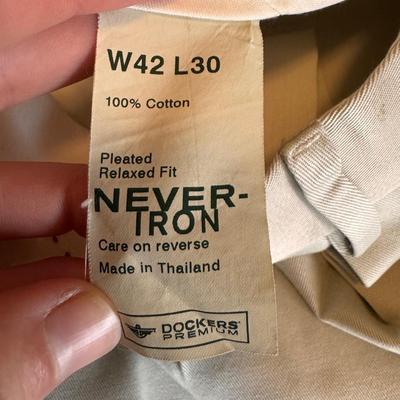 W42 L30
100% Cotton
Pleated
Relaxed Fit
NEVER-
IRON
Care on reverse
Made in Thailand
DOCKERS®
PREMIUM